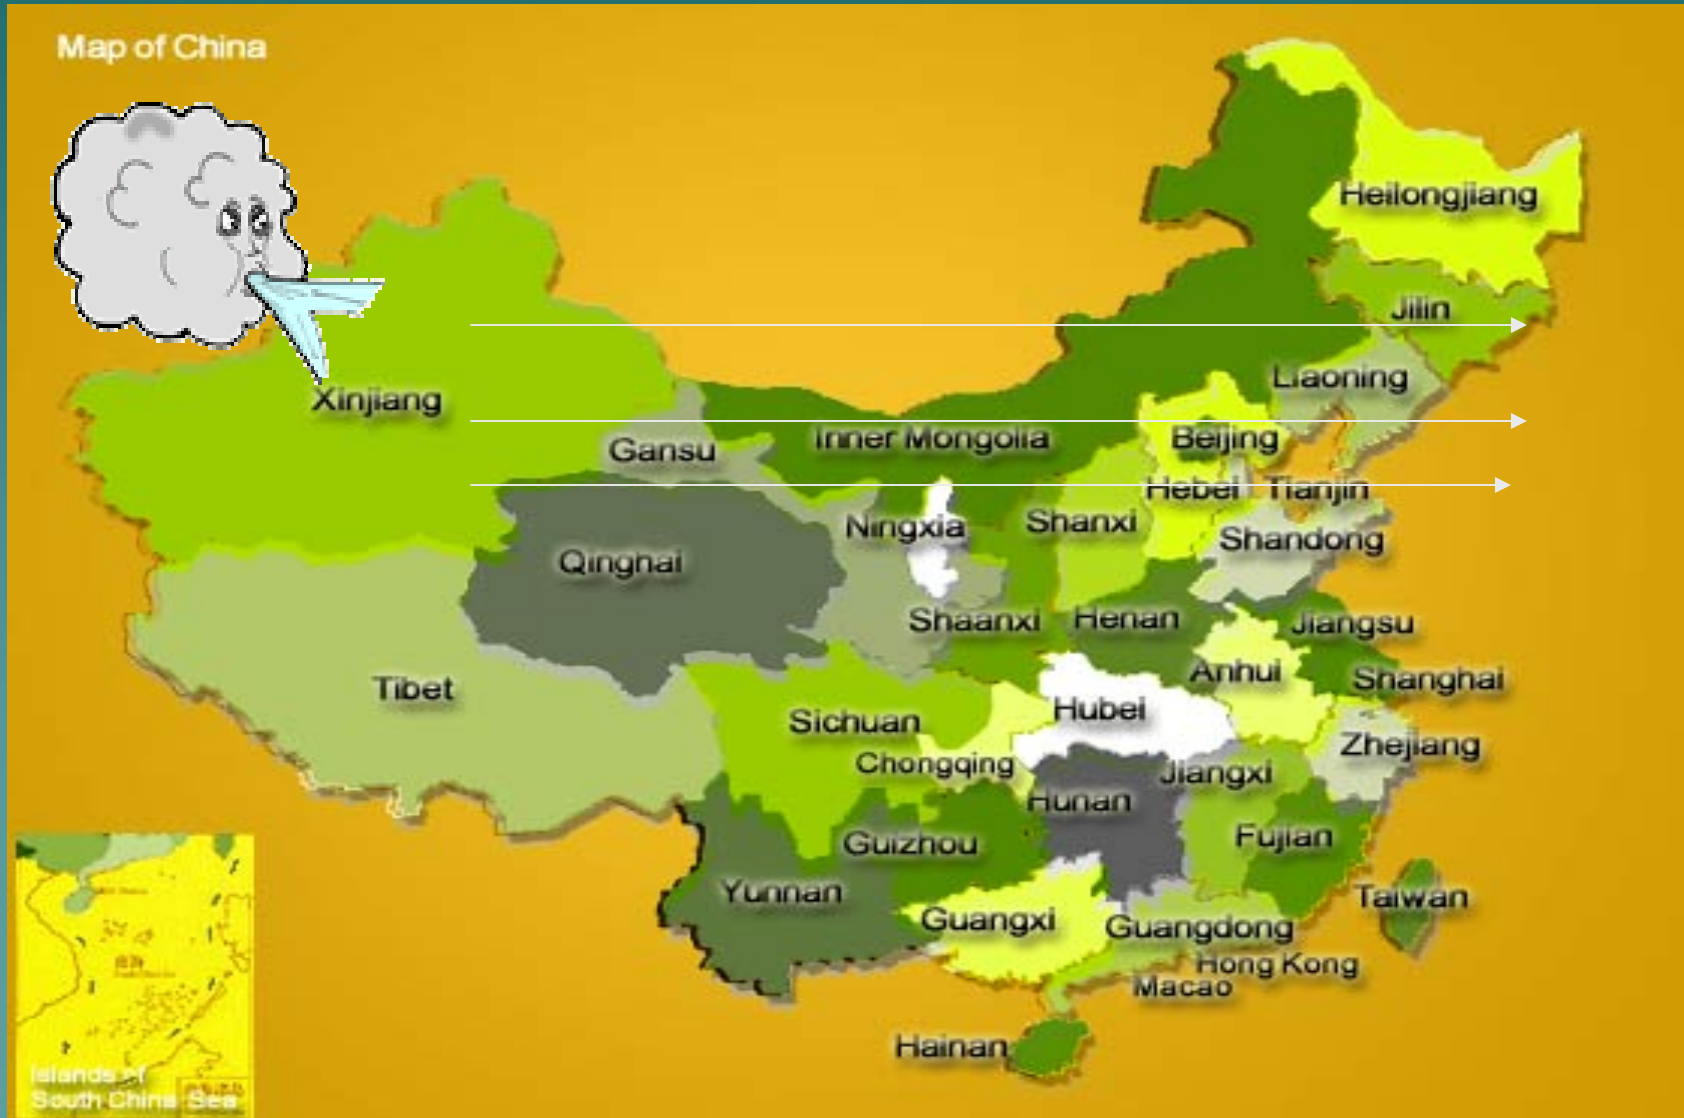 Map of China
Heilongjiang
Jilin
Liaoning
Xinjiang
Gansu
Inner Mongolia
Beijing
Hebei
Tianjin
Ningxia
Shanxi
Shandong
Qinghai
Shaanxi
Henan
Jiangsu
Tibet
Anhui
Shanghai
Sichuan
Hubei
Zhejiang
Chongqing
Jiangxi
Hunan
Guizhou
Fujian
Yunnan
Taiwan
Guangxi
Guangdong
Hong Kong
Macao
Hainan
Islands of
South China Sea